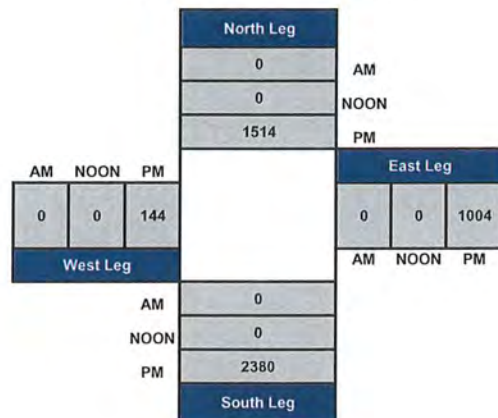 North Leg
0 AM
0 NOON
1514 PM
AM NOON PM
East Leg
0 0 144
0 0 1004
West Leg
AM NOON PM
AM 0
NOON 0
PM 2380
South Leg